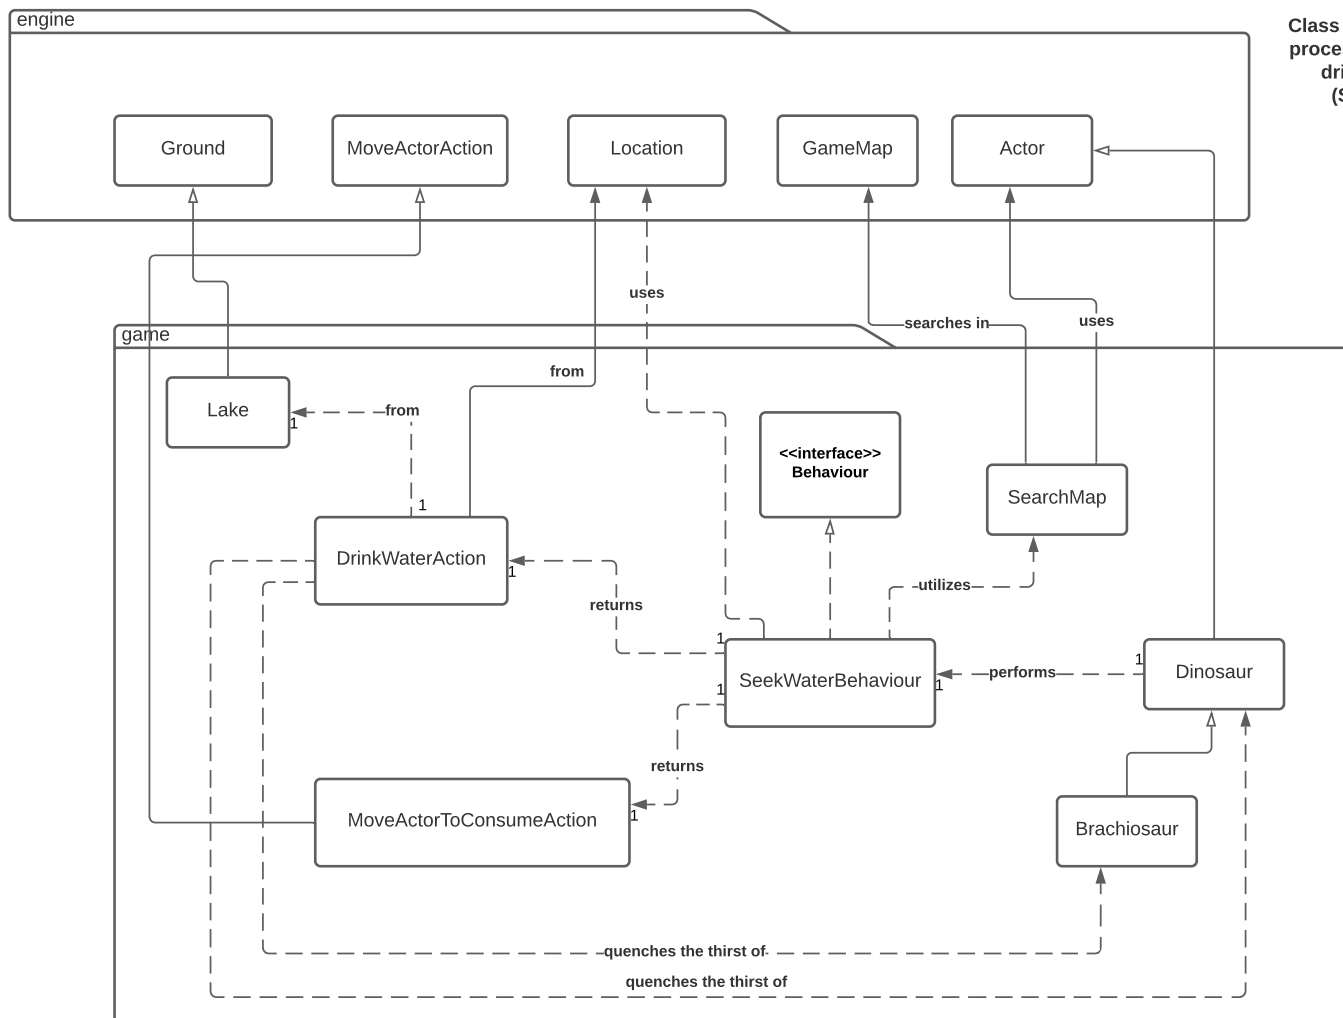 engine
Class
proce
dri
(S
Ground
MoveActorAction
Location
GameMap
Actor
uses
searches in
uses
game
from
Lake
from
1
<<interface>>
Behaviour
SearchMap
1
DrinkWaterAction
1
utilizes
returns
1
1
SeekWaterBehaviour
performs
1
Dinosaur
1
returns
1
MoveActorToConsumeAction
Brachiosaur
quenches the thirst of
quenches the thirst of